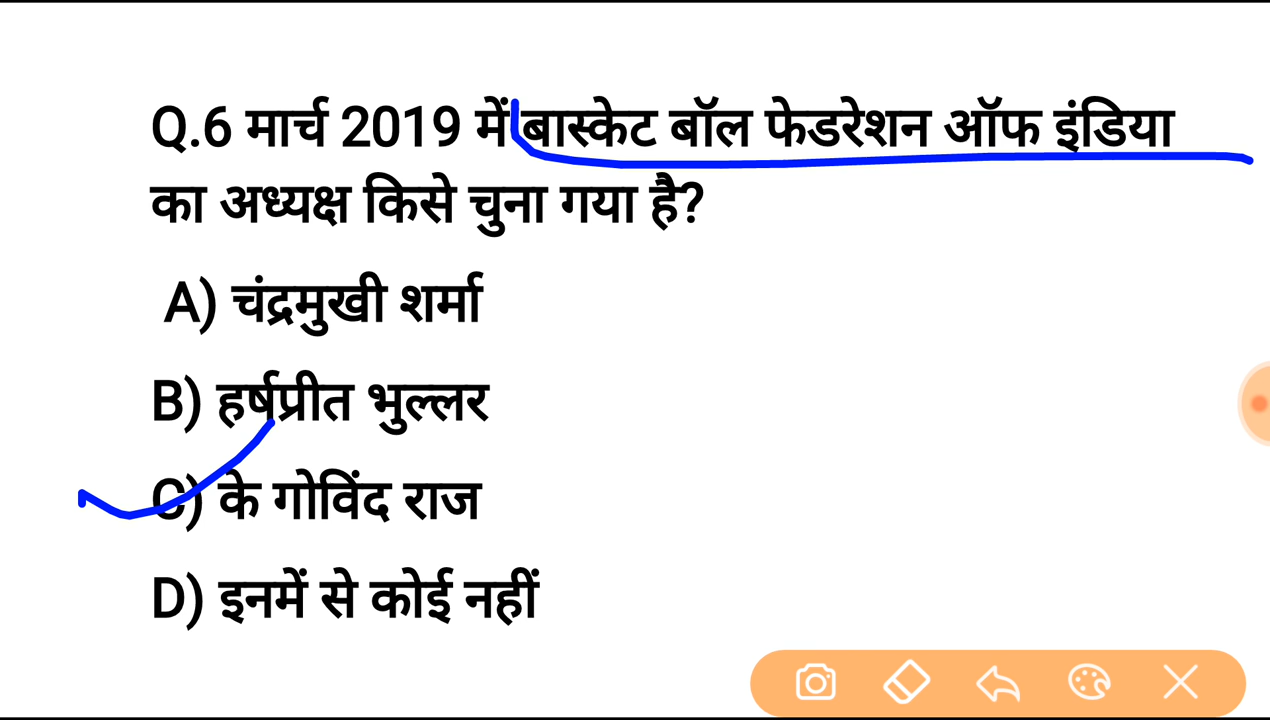 Q.6 मार्च 2019 में बास्केट बॉल फेडरेशन ऑफ इंडिया
का अध्यक्ष किसे चुना गया है?
A) चंद्रमुखी शर्मा
B) हर्षप्रीत भुल्लर
C) के गोविंद राज
D) इनमें से कोई नहीं